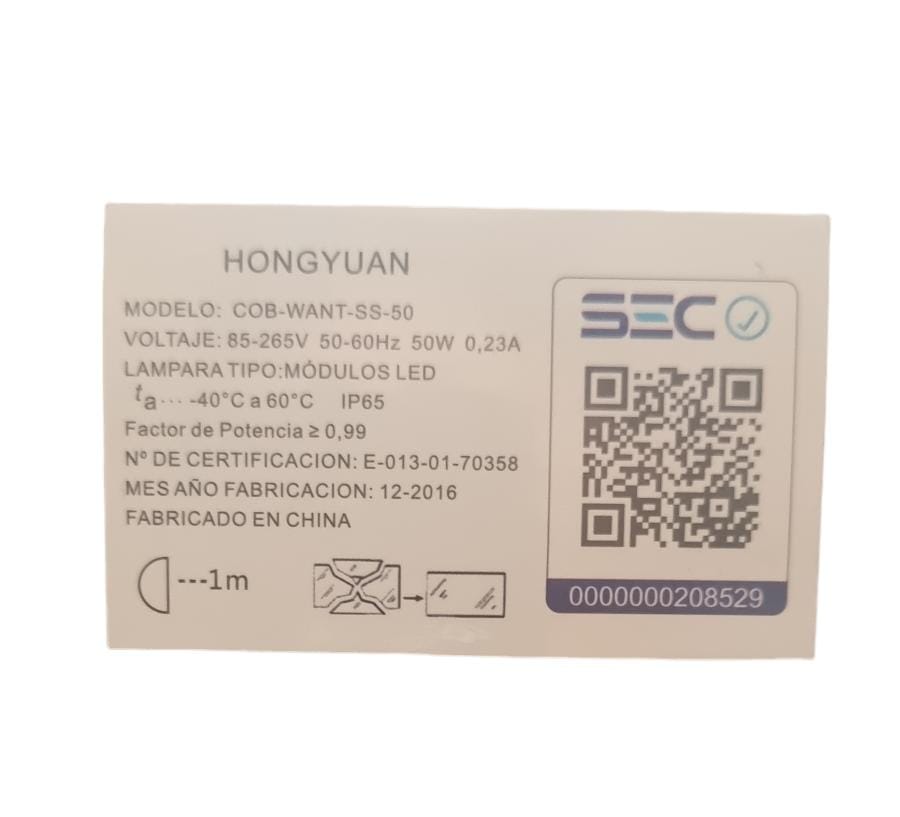 HONGYUAN
MODELO: COB-WANT-SS-50
VOLTAJE: 85-265V 50-60Hz 50W 0,23A
LAMPARA TIPO:MÓDULOS LED
ta··· -40°C a 60°C IP65
Factor de Potencia ≥ 0,99
Nº DE CERTIFICACION: E-013-01-70358
MES AÑO FABRICACION: 12-2016
FABRICADO EN CHINA
---1m
SEC
0000000208529